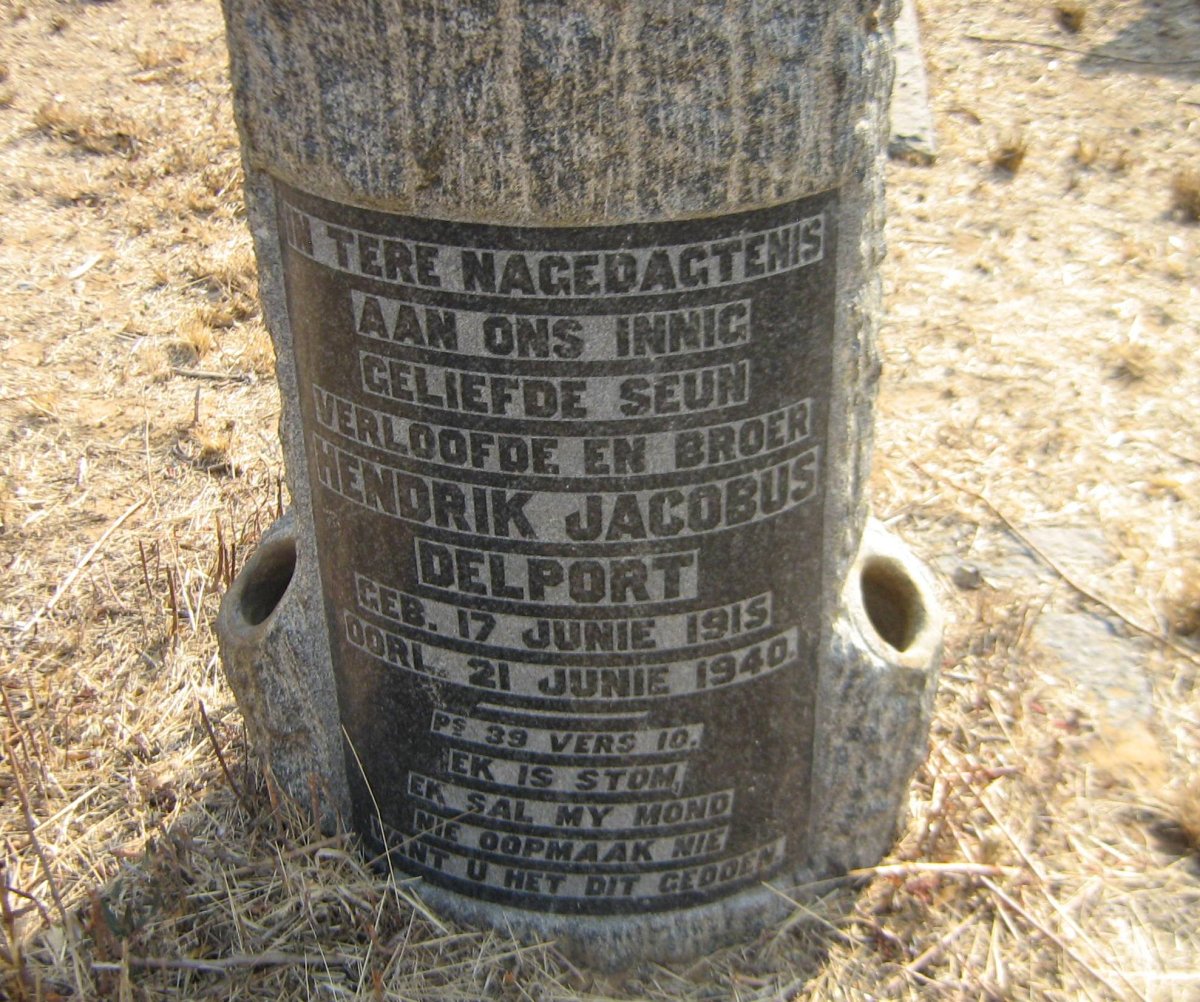 IN TERE NAGEDAGTENIS
AAN ONS INNIG
GELIEFDE SEUN
VERLOOFDE EN BROER
HENDRIK JACOBUS
DELPORT
GEB. 17 JUNIE 1915
OORL. 21 JUNIE 1940.
PS 39 VERS 10.
EK IS STOM,
EK SAL MY MOND
NIE OOPMAAK NIE
WANT U HET DIT GEDOEN